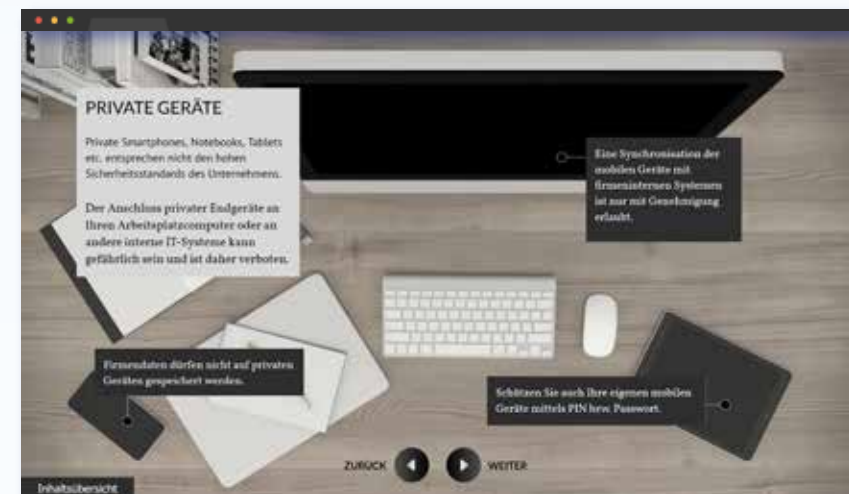 PRIVATE GERÄTE
Private Smartphones, Notebooks, Tablets
etc. entsprechen nicht den hohen
Sicherheitsstandards des Unternehmens.
Der Anschluss privater Endgeräte an
Ihren Arbeitsplatzcomputer oder an
andere interne IT-Systeme kann
gefährlich sein und ist daher verboten.
Eine Synchronisation der
mobilen Geräte mit
firmeninternen Systemen
ist nur mit Genehmigung
erlaubt.
Firmendaten dürfen nicht auf privaten
Geräten gespeichert werden.
Schützen Sie auch Ihre eigenen mobilen
Geräte mittels PIN bzw. Passwort.
ZURÜCK
WEITER
Inhaltsübersicht